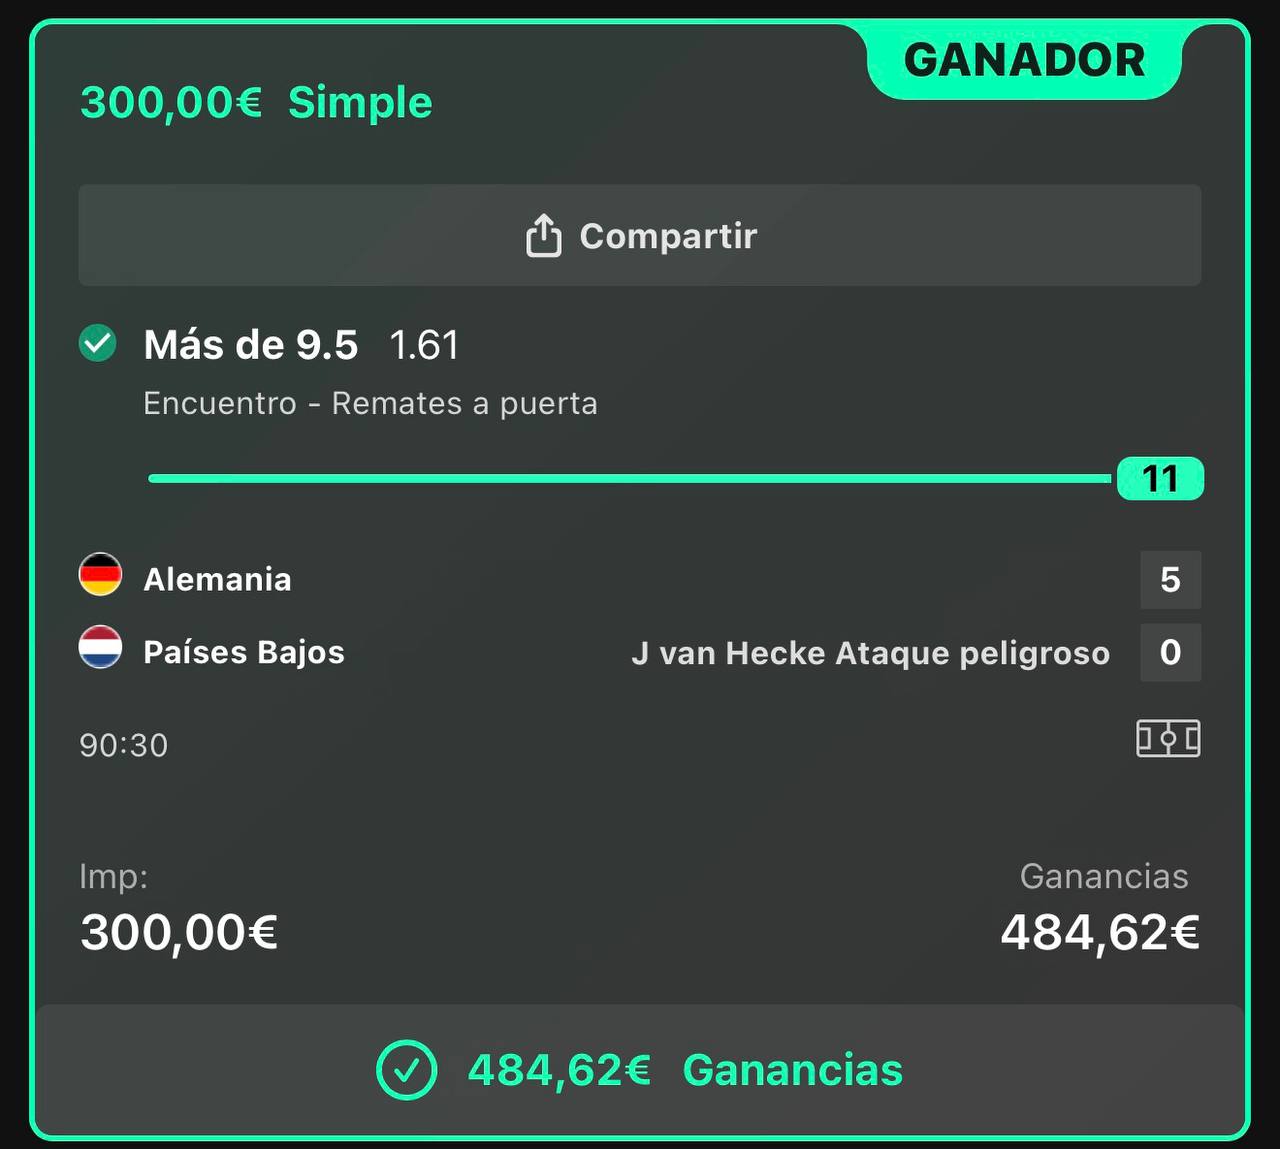 GANADOR
300,00€ Simple
Compartir
Más de 9.5 1.61
Encuentro - Remates a puerta
11
Alemania 5
Países Bajos J van Hecke Ataque peligroso 0
90:30
Imp: Ganancias
300,00€ 484,62€
484,62€ Ganancias